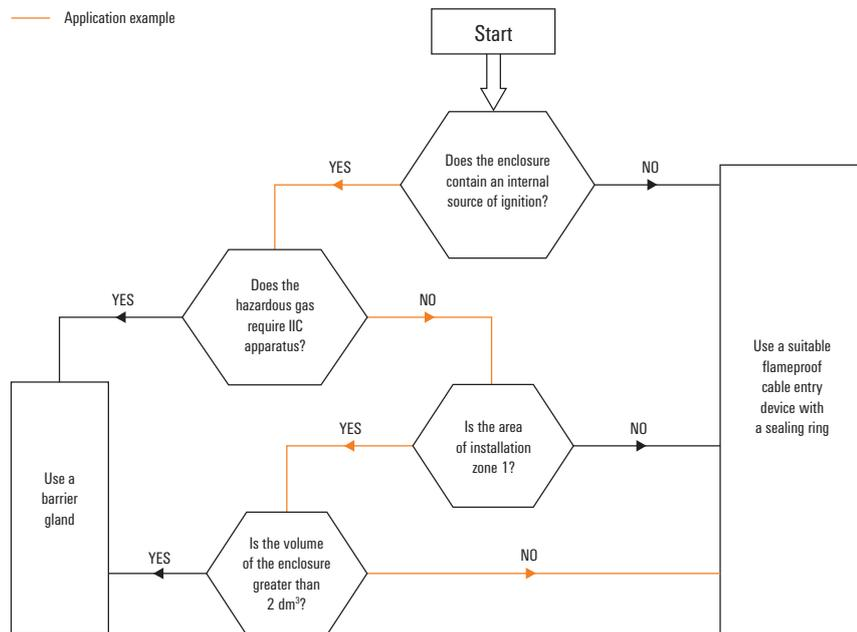 Application example
Start
Does the enclosure
contain an internal
source of ignition?
YES
NO
Does the
hazardous gas
require IIC
apparatus?
YES
NO
Is the area
of installation
zone 1?
YES
NO
Use a suitable
flameproof
cable entry
device with
a sealing ring
Use a
barrier
gland
Is the volume
of the enclosure
greater than
2 dm³?
YES
NO